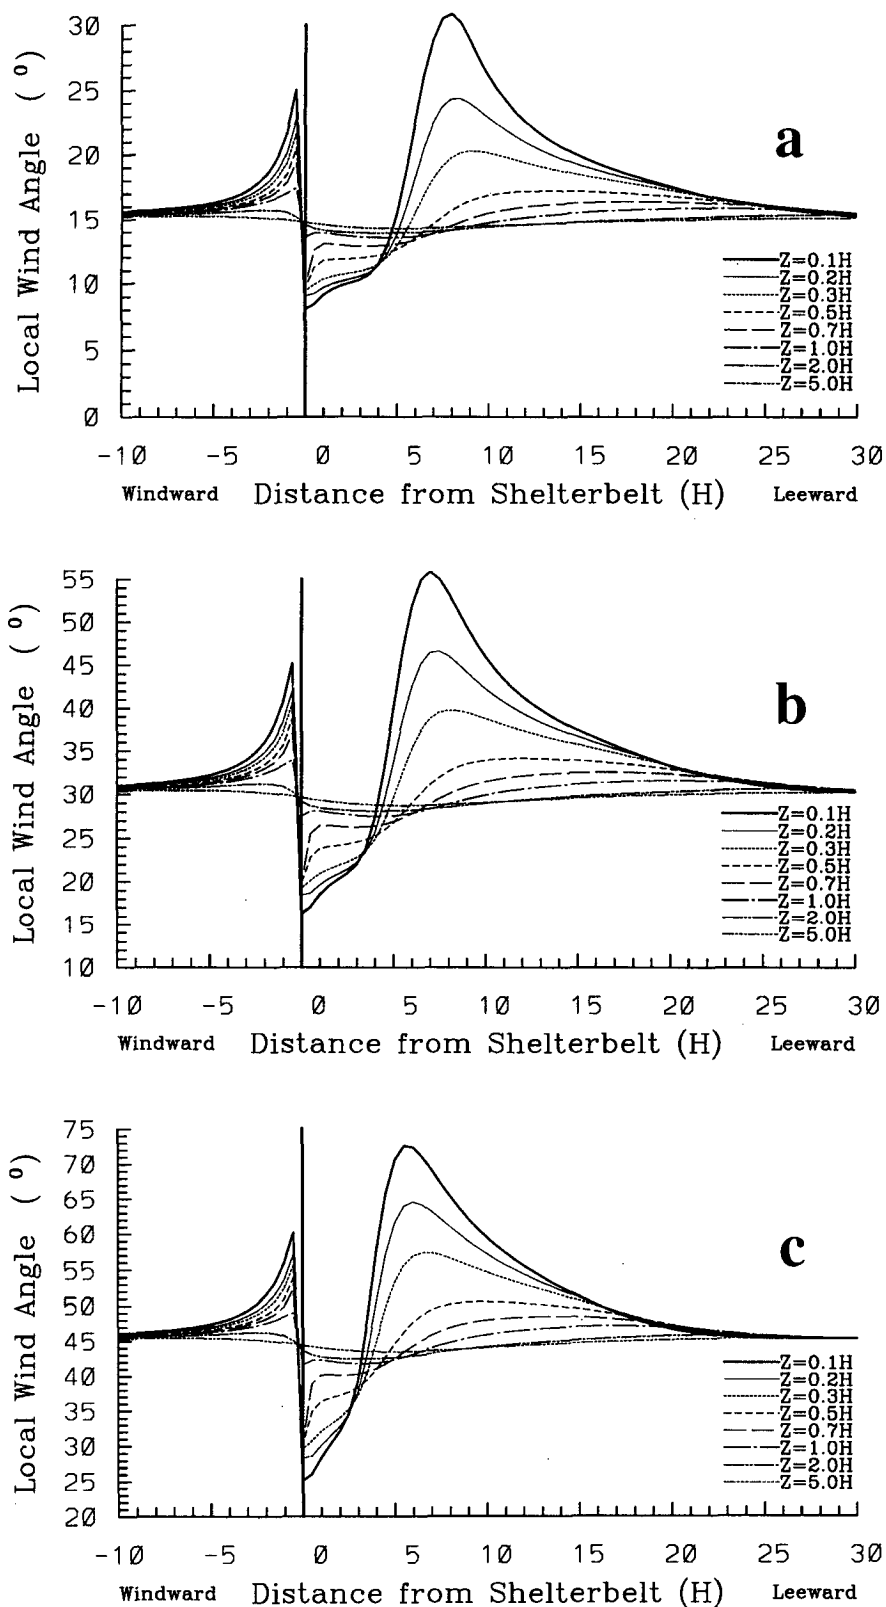 Local Wind Angle ( º)
30
25
20
15
10
5
0
a
Z=0.1H
Z=0.2H
Z=0.3H
Z=0.5H
Z=0.7H
Z=1.0H
Z=2.0H
Z=5.0H
-10 -5 0 5 10 15 20 25 30
Windward Distance from Shelterbelt (H) Leeward
Local Wind Angle ( º)
55
50
45
40
35
30
25
20
15
10
b
Z=0.1H
Z=0.2H
Z=0.3H
Z=0.5H
Z=0.7H
Z=1.0H
Z=2.0H
Z=5.0H
-10 -5 0 5 10 15 20 25 30
Windward Distance from Shelterbelt (H) Leeward
Local Wind Angle ( º)
75
70
65
60
55
50
45
40
35
30
25
20
c
Z=0.1H
Z=0.2H
Z=0.3H
Z=0.5H
Z=0.7H
Z=1.0H
Z=2.0H
Z=5.0H
-10 -5 0 5 10 15 20 25 30
Windward Distance from Shelterbelt (H) Leeward